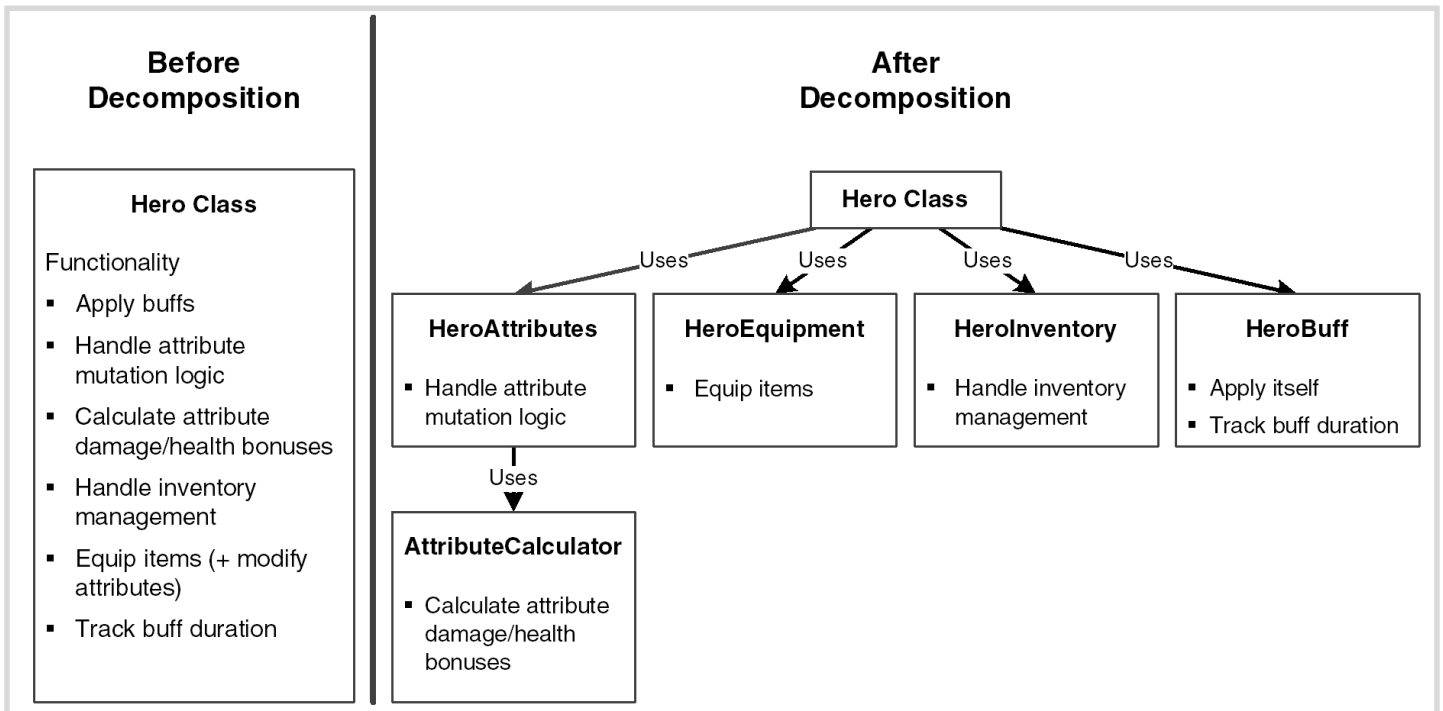 Before
Decomposition
Hero Class
Functionality
▪ Apply buffs
▪ Handle attribute
mutation logic
▪ Calculate attribute
damage/health bonuses
▪ Handle inventory
management
▪ Equip items (+ modify
attributes)
▪ Track buff duration
After
Decomposition
Hero Class
Uses
Uses
Uses
Uses
HeroAttributes
▪ Handle attribute
mutation logic
HeroEquipment
▪ Equip items
HeroInventory
▪ Handle inventory
management
HeroBuff
▪ Apply itself
▪ Track buff duration
Uses
AttributeCalculator
▪ Calculate attribute
damage/health
bonuses